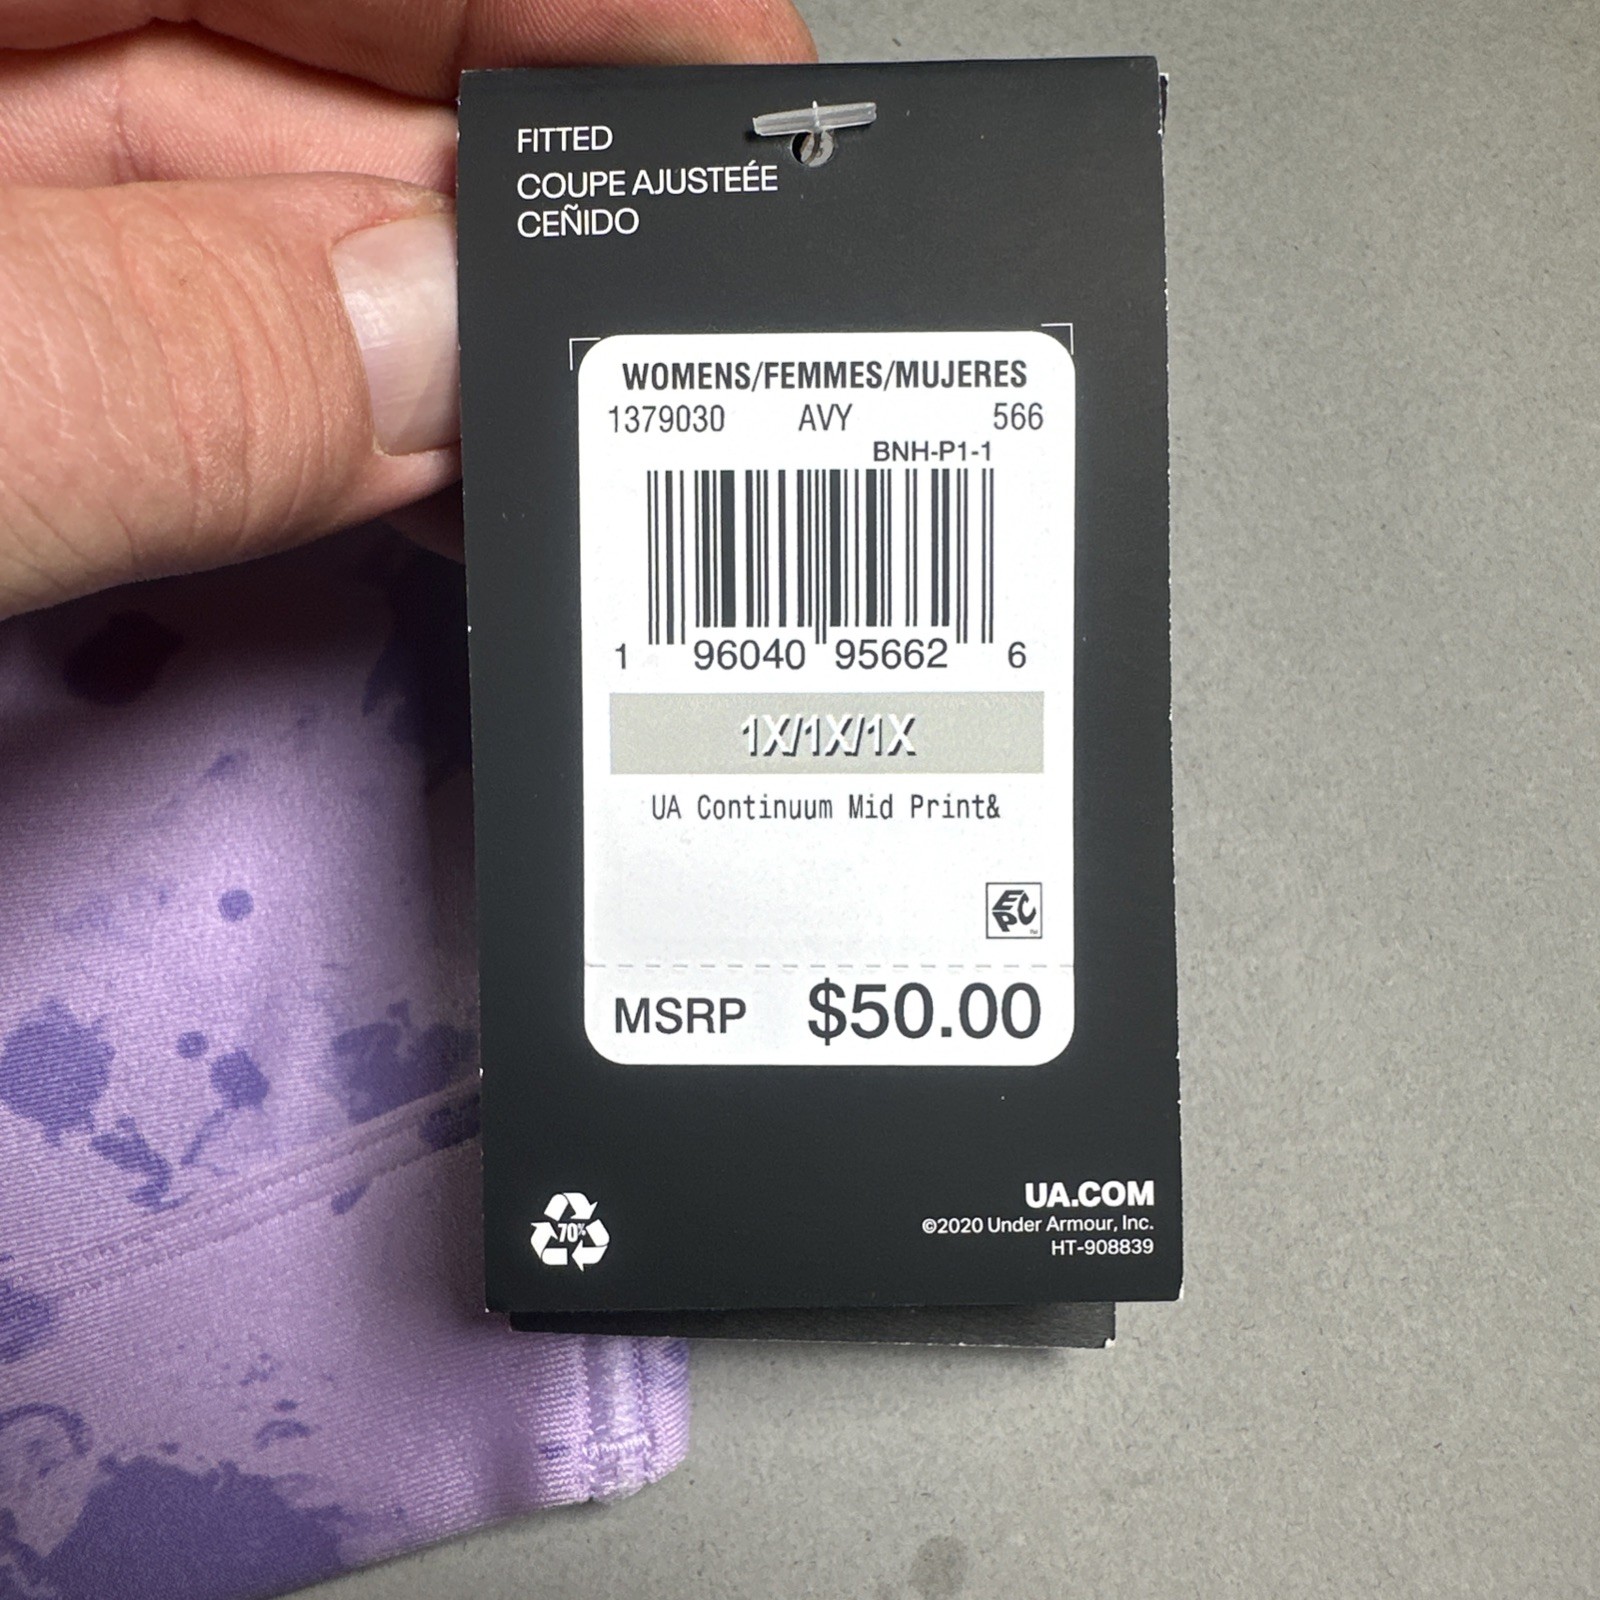 FITTED
COUPE AJUSTEÉE
CEÑIDO
WOMENS/FEMMES/MUJERES
1379030 AVY 566
BNH-P1-1
1 96040 95662 6
1X/1X/1X
UA Continuum Mid Print&
EPC
MSRP $50.00
70%
UA.COM
©2020 Under Armour, Inc.
HT-908839